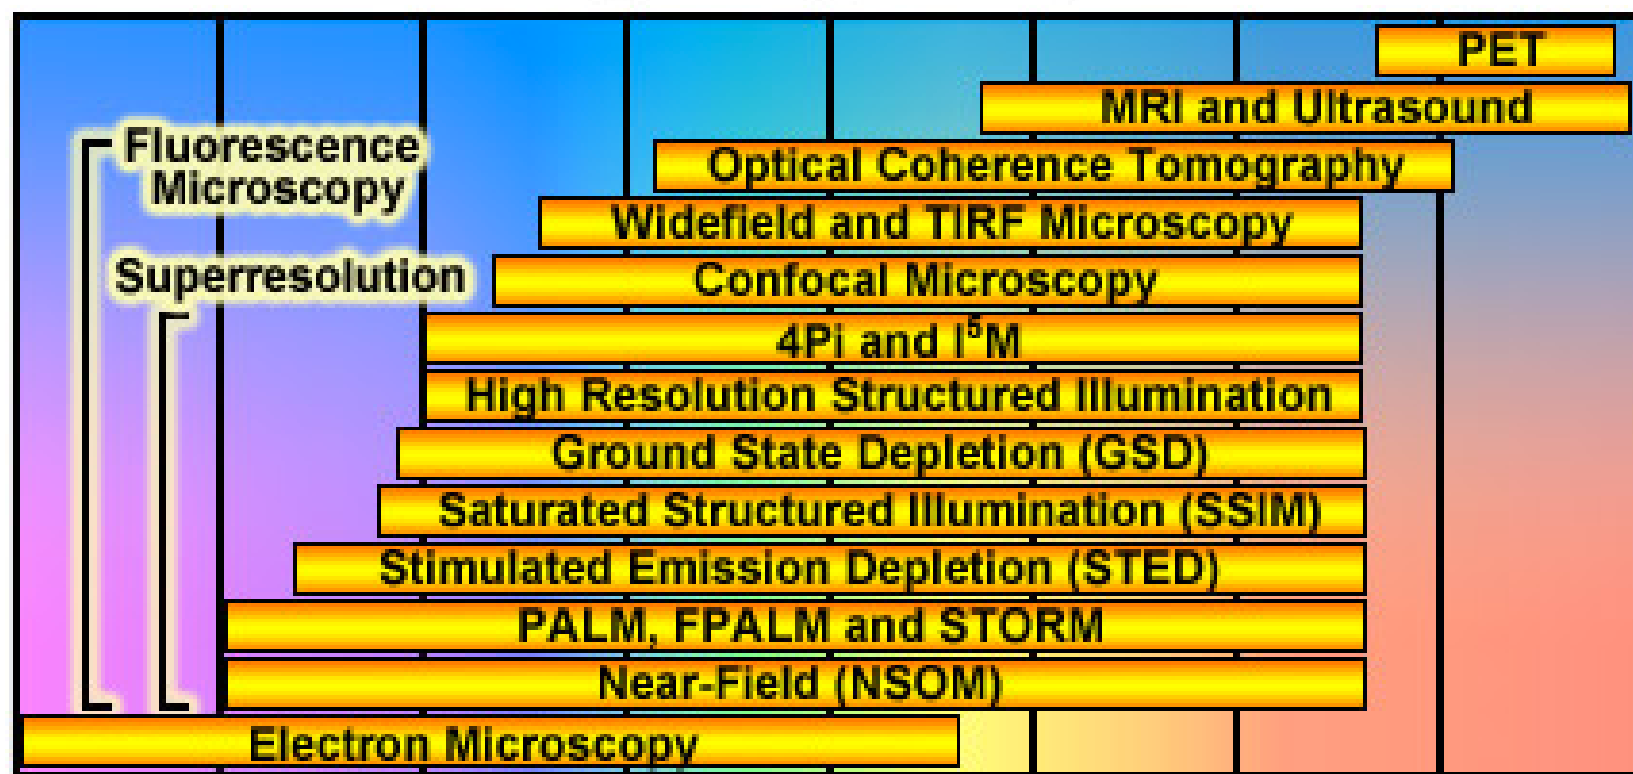 PET
MRI and Ultrasound
Fluorescence
Microscopy
Optical Coherence Tomography
Widefield and TIRF Microscopy
Superresolution
Confocal Microscopy
4Pi and I⁵M
High Resolution Structured Illumination
Ground State Depletion (GSD)
Saturated Structured Illumination (SSIM)
Stimulated Emission Depletion (STED)
PALM, FPALM and STORM
Near-Field (NSOM)
Electron Microscopy